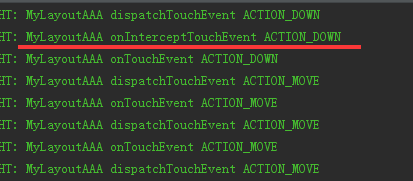 HT: MyLayoutAAA dispatchTouchEvent ACTION_DOWN
HT: MyLayoutAAA onInterceptTouchEvent ACTION_DOWN
HT: MyLayoutAAA onTouchEvent ACTION_DOWN
HT: MyLayoutAAA dispatchTouchEvent ACTION_MOVE
HT: MyLayoutAAA onTouchEvent ACTION_MOVE
HT: MyLayoutAAA dispatchTouchEvent ACTION_MOVE
HT: MyLayoutAAA onTouchEvent ACTION_MOVE
HT: MyLayoutAAA dispatchTouchEvent ACTION_MOVE